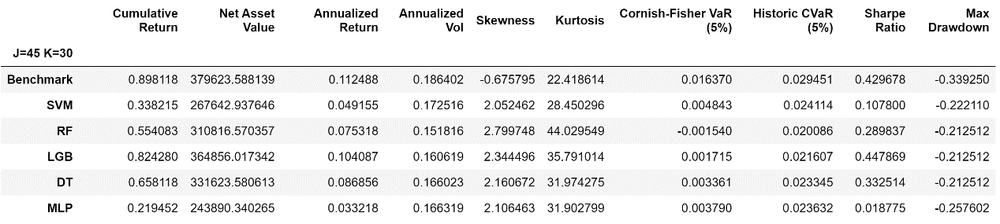 Cumulative Return Net Asset Value Annualized Return Annualized Vol Skewness Kurtosis Cornish-Fisher VaR (5%) Historic CVaR (5%) Sharpe Ratio Max Drawdown
J=45 K=30
Benchmark 0.898118 379623.588139 0.112488 0.186402 -0.675795 22.418614 0.016370 0.029451 0.429678 -0.339250
SVM 0.338215 267642.937646 0.049155 0.172516 2.052462 28.450296 0.004843 0.024114 0.107800 -0.222110
RF 0.554083 310816.570357 0.075318 0.151816 2.799748 44.029549 -0.001540 0.020086 0.289837 -0.212512
LGB 0.824280 364856.017342 0.104087 0.160619 2.344496 35.791014 0.001715 0.021607 0.447869 -0.212512
DT 0.658118 331623.580613 0.086856 0.166023 2.160672 31.974275 0.003361 0.023345 0.332514 -0.212512
MLP 0.219452 243890.340265 0.033218 0.166319 2.106463 31.902799 0.003790 0.023632 0.018775 -0.257602